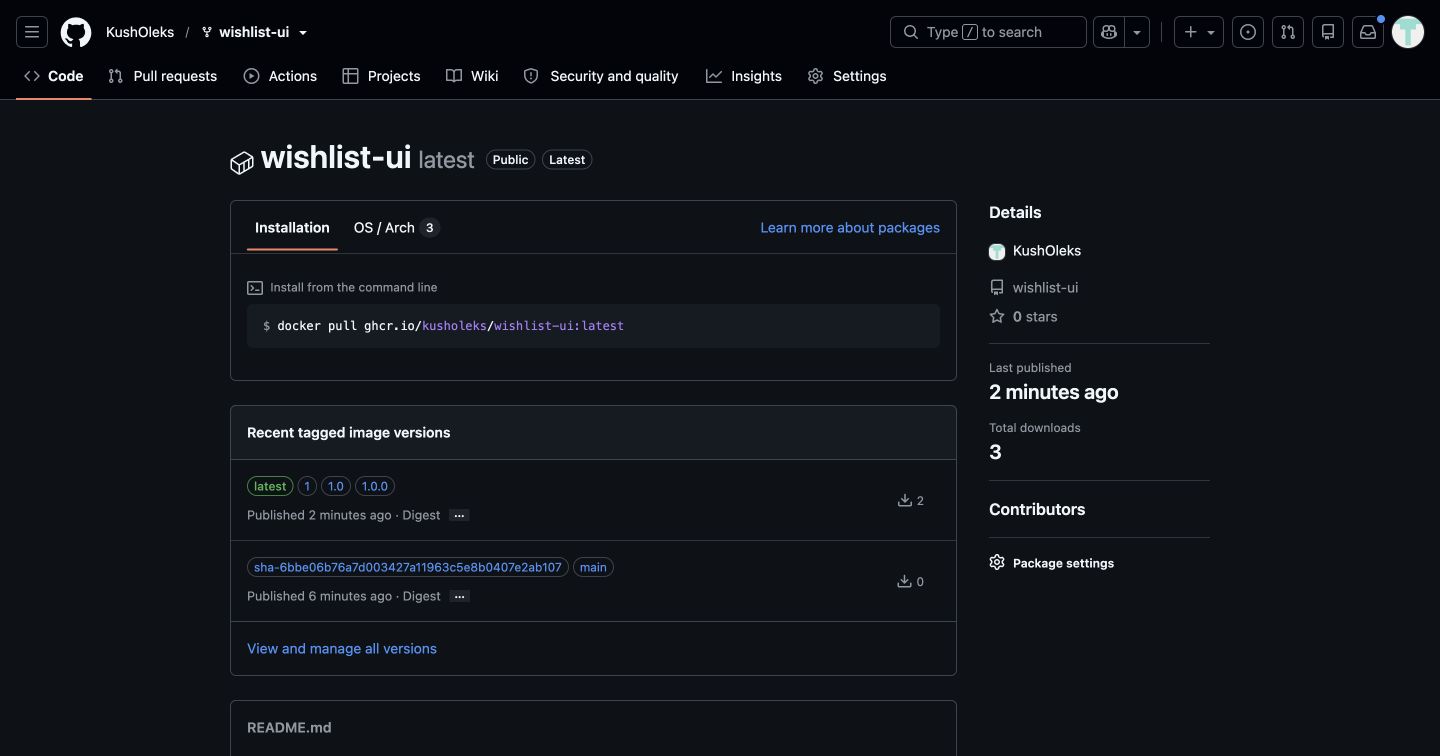 KushOleks / wishlist-ui
Type / to search
Code Pull requests Actions Projects Wiki Security and quality Insights Settings
wishlist-ui latest Public Latest
Installation OS / Arch 3 Learn more about packages
Install from the command line
$ docker pull ghcr.io/kusholeks/wishlist-ui:latest
Recent tagged image versions
latest 1 1.0 1.0.0
Published 2 minutes ago · Digest ...
2
sha-6bbe06b76a7d003427a11963c5e8b0407e2ab107 main
Published 6 minutes ago · Digest ...
0
View and manage all versions
README.md
Details
KushOleks
wishlist-ui
0 stars
Last published
2 minutes ago
Total downloads
3
Contributors
Package settings